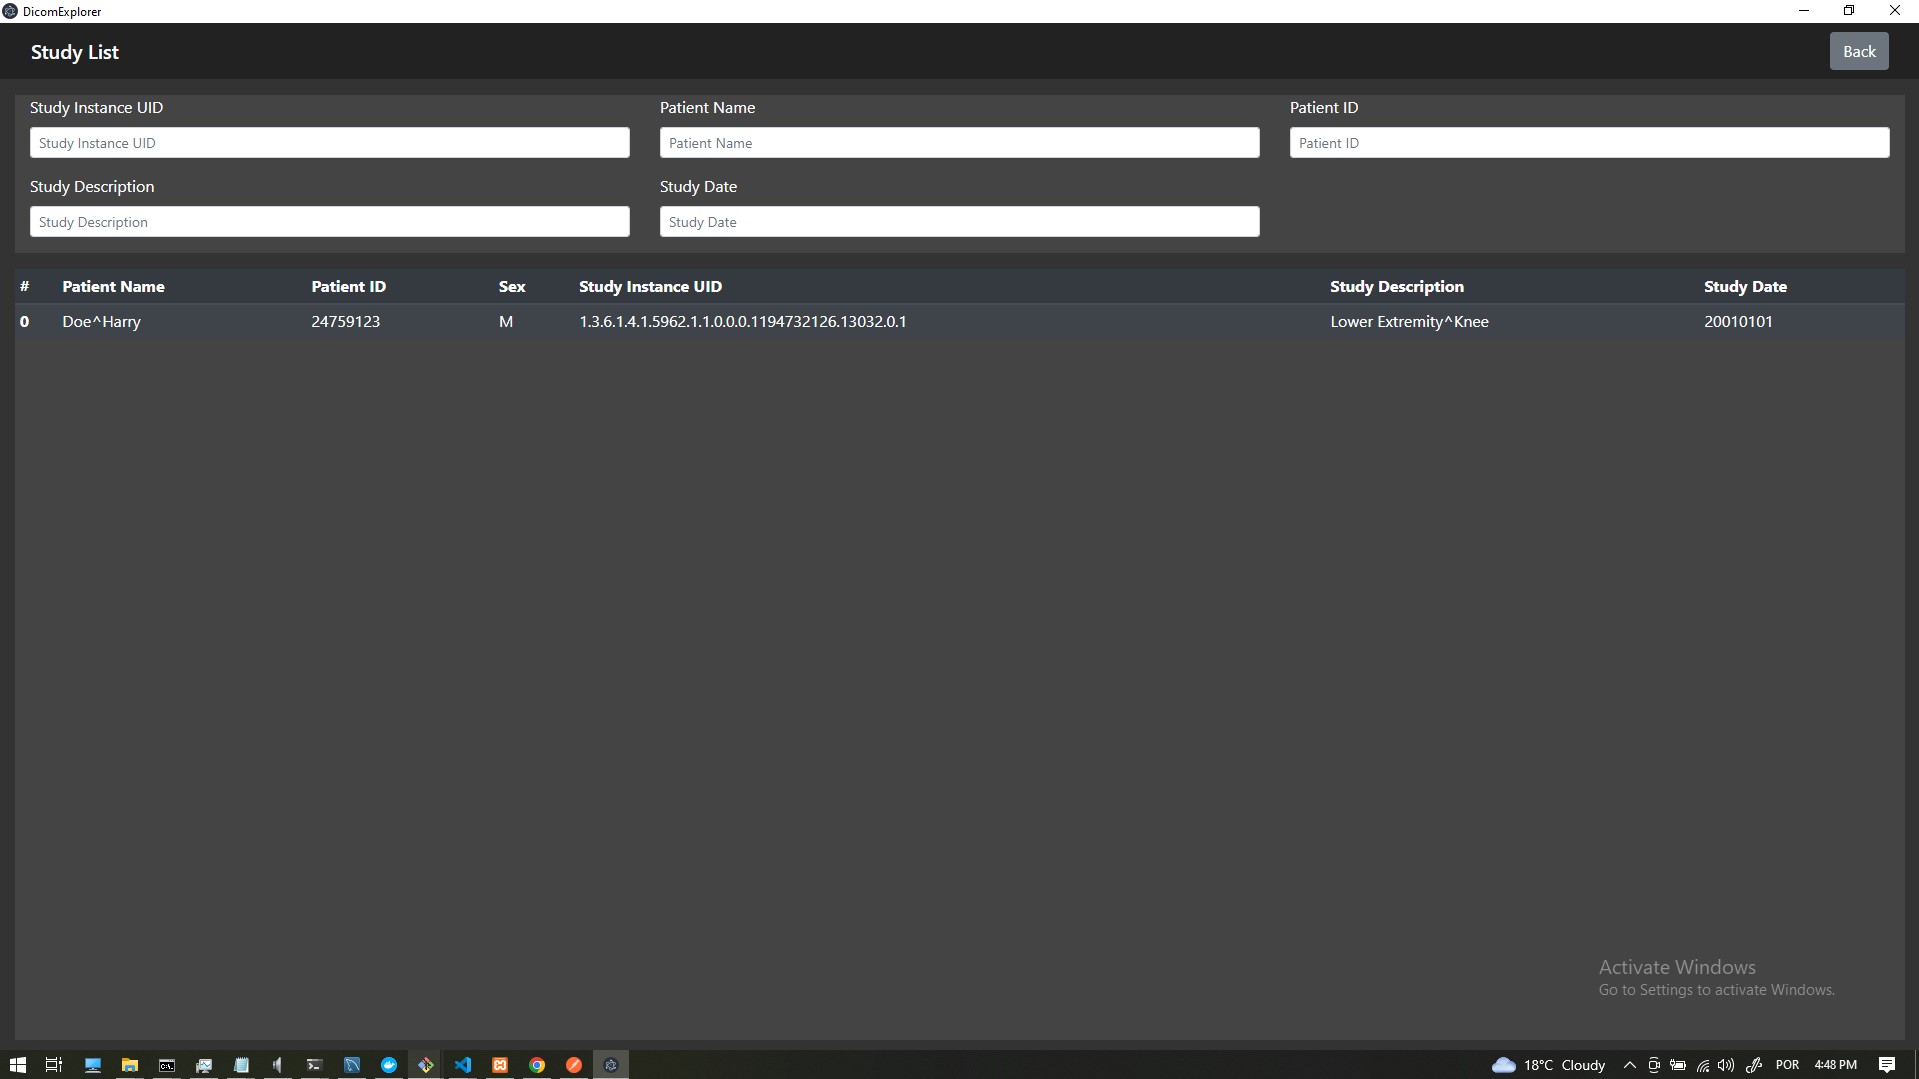 DicomExplorer
Study List
Back
Study Instance UID
Patient Name
Patient ID
Study Instance UID
Patient Name
Patient ID
Study Description
Study Date
Study Description
Study Date
# Patient Name Patient ID Sex Study Instance UID Study Description Study Date
0 Doe^Harry 24759123 M 1.3.6.1.4.1.5962.1.1.0.0.0.1194732126.13032.0.1 Lower Extremity^Knee 20010101
Activate Windows
Go to Settings to activate Windows.
18°C Cloudy POR 4:48 PM